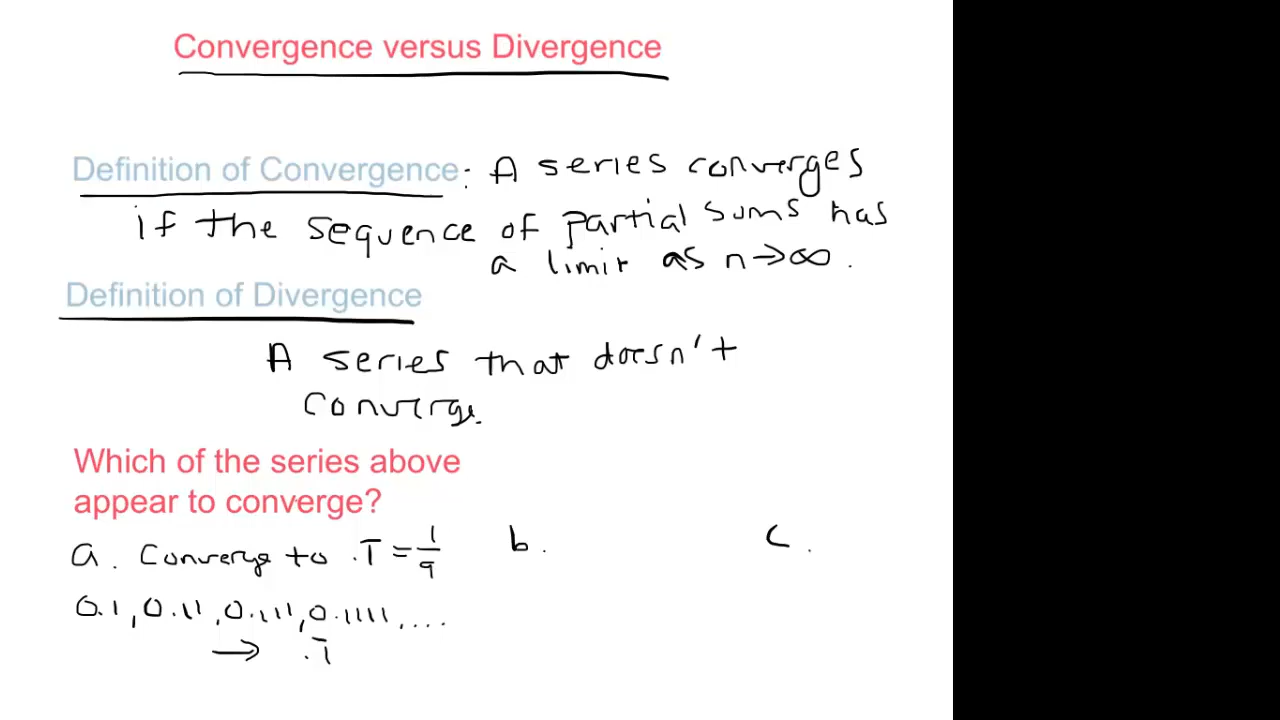 Convergence versus Divergence
Definition of Convergence: A series converges
if the sequence of partial sums has
a limit as n→∞.
Definition of Divergence
A series that doesn't
converge.
Which of the series above
appear to converge?
a. Converge to .1̅ = 1/9 b. c.
0.1, 0.11, 0.111, 0.1111, ....
→ .1̅